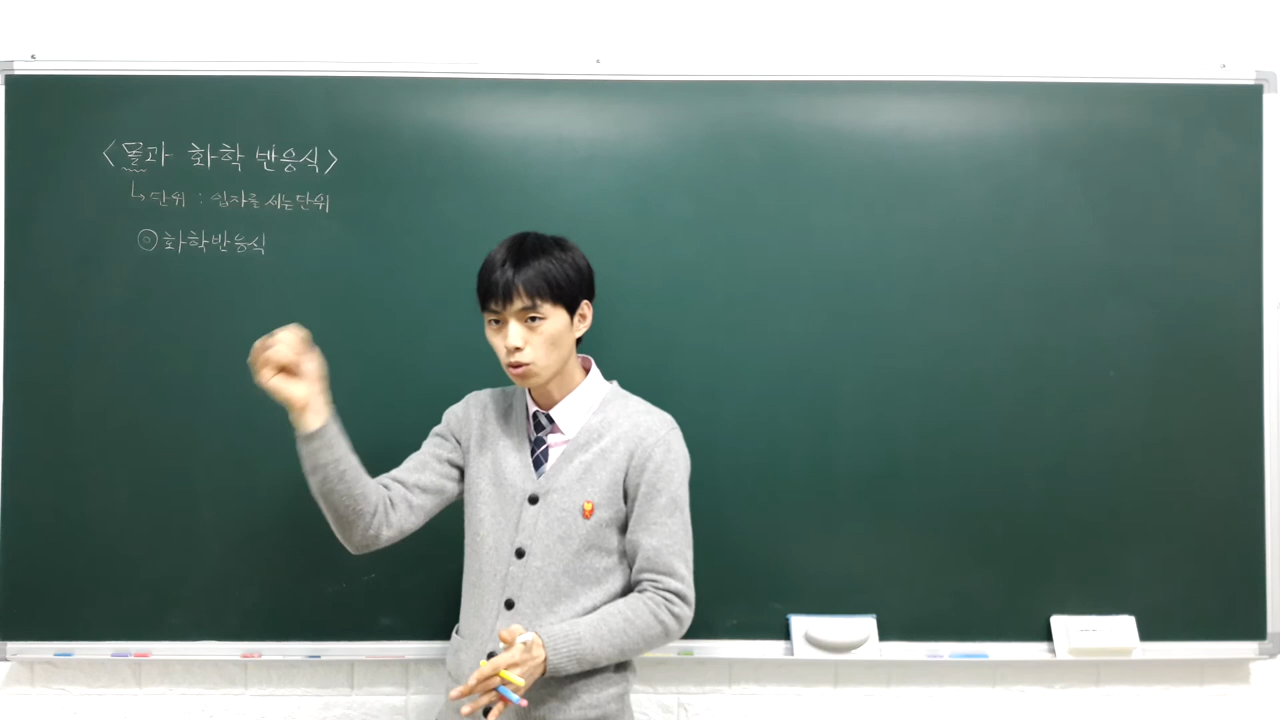 <몰과 화학 반응식>
↳ 단위 : 입자를 세는 단위
◎ 화학반응식